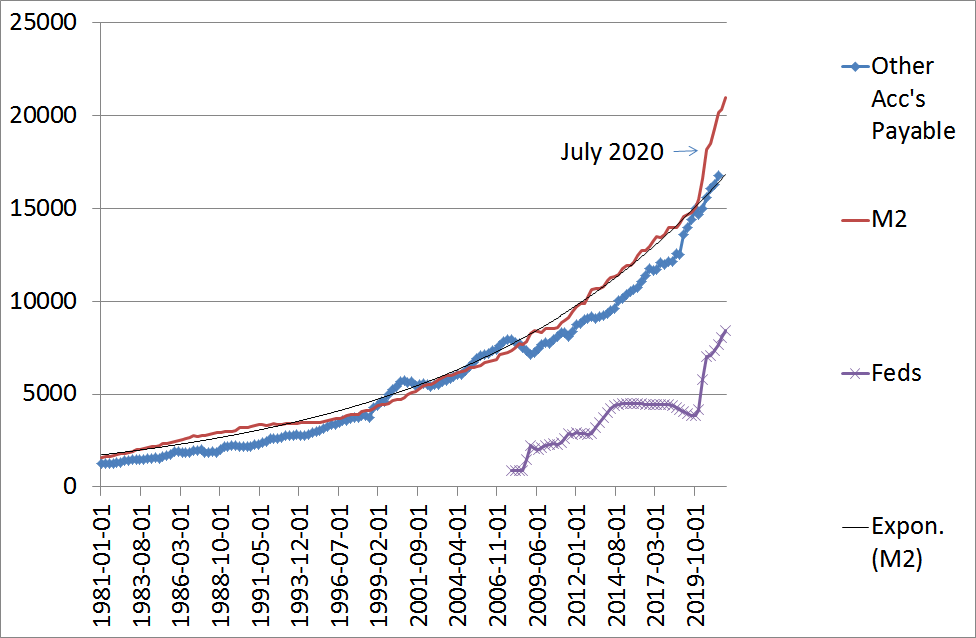 25000
20000
15000
10000
5000
0
July 2020
1981-01-01
1983-08-01
1986-03-01
1988-10-01
1991-05-01
1993-12-01
1996-07-01
1999-02-01
2001-09-01
2004-04-01
2006-11-01
2009-06-01
2012-01-01
2014-08-01
2017-03-01
2019-10-01
Other
Acc's
Payable
M2
Feds
Expon.
(M2)